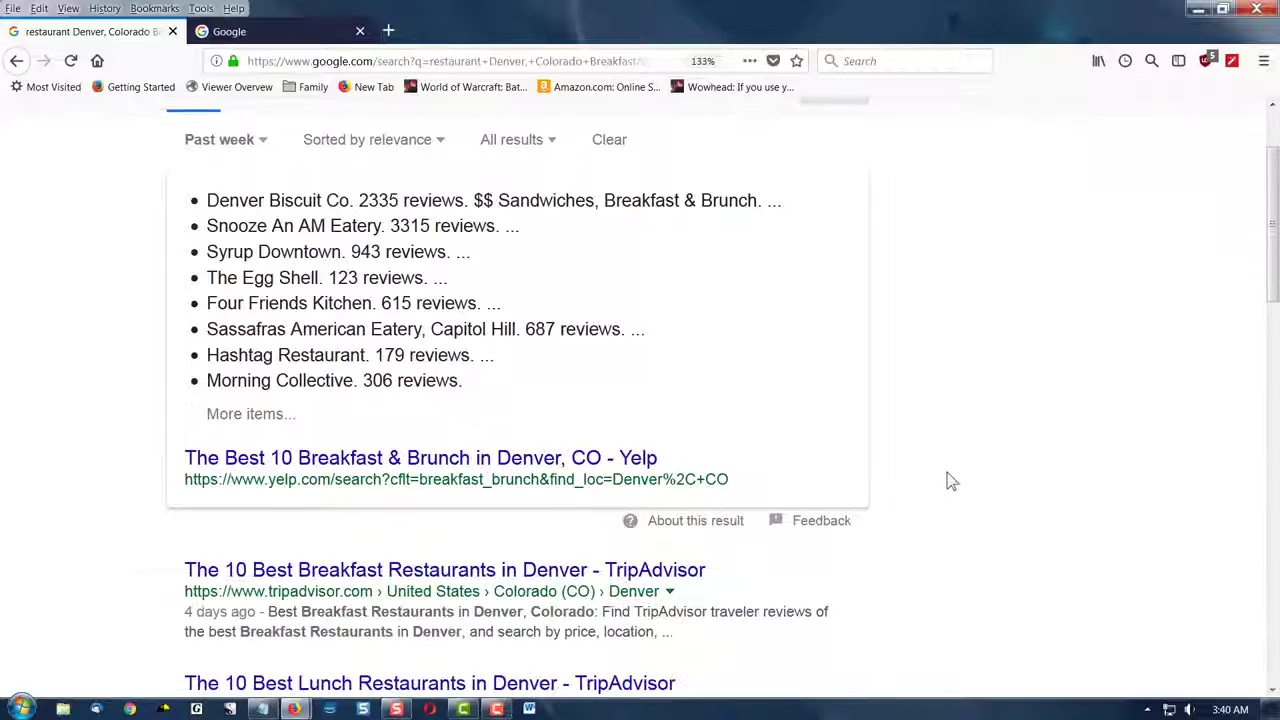 File Edit View History Bookmarks Tools Help
restaurant Denver, Colorado B
Google
https://www.google.com/search?q=restaurant+Denver,+Colorado+Breakfast
133%
Search
5
Most Visited Getting Started Viewer Overview Family New Tab World of Warcraft: Bat... Amazon.com: Online S... Wowhead: If you use y...
Past week Sorted by relevance All results Clear
• Denver Biscuit Co. 2335 reviews. $$ Sandwiches, Breakfast & Brunch. ...
• Snooze An AM Eatery. 3315 reviews. ...
• Syrup Downtown. 943 reviews. ...
• The Egg Shell. 123 reviews. ...
• Four Friends Kitchen. 615 reviews. ...
• Sassafras American Eatery, Capitol Hill. 687 reviews. ...
• Hashtag Restaurant. 179 reviews. ...
• Morning Collective. 306 reviews.
More items...
The Best 10 Breakfast & Brunch in Denver, CO - Yelp
https://www.yelp.com/search?cflt=breakfast_brunch&find_loc=Denver%2C+CO
About this result Feedback
The 10 Best Breakfast Restaurants in Denver - TripAdvisor
https://www.tripadvisor.com › United States › Colorado (CO) › Denver
4 days ago - Best Breakfast Restaurants in Denver, Colorado: Find TripAdvisor traveler reviews of
the best Breakfast Restaurants in Denver, and search by price, location, ...
The 10 Best Lunch Restaurants in Denver - TripAdvisor
3:40 AM